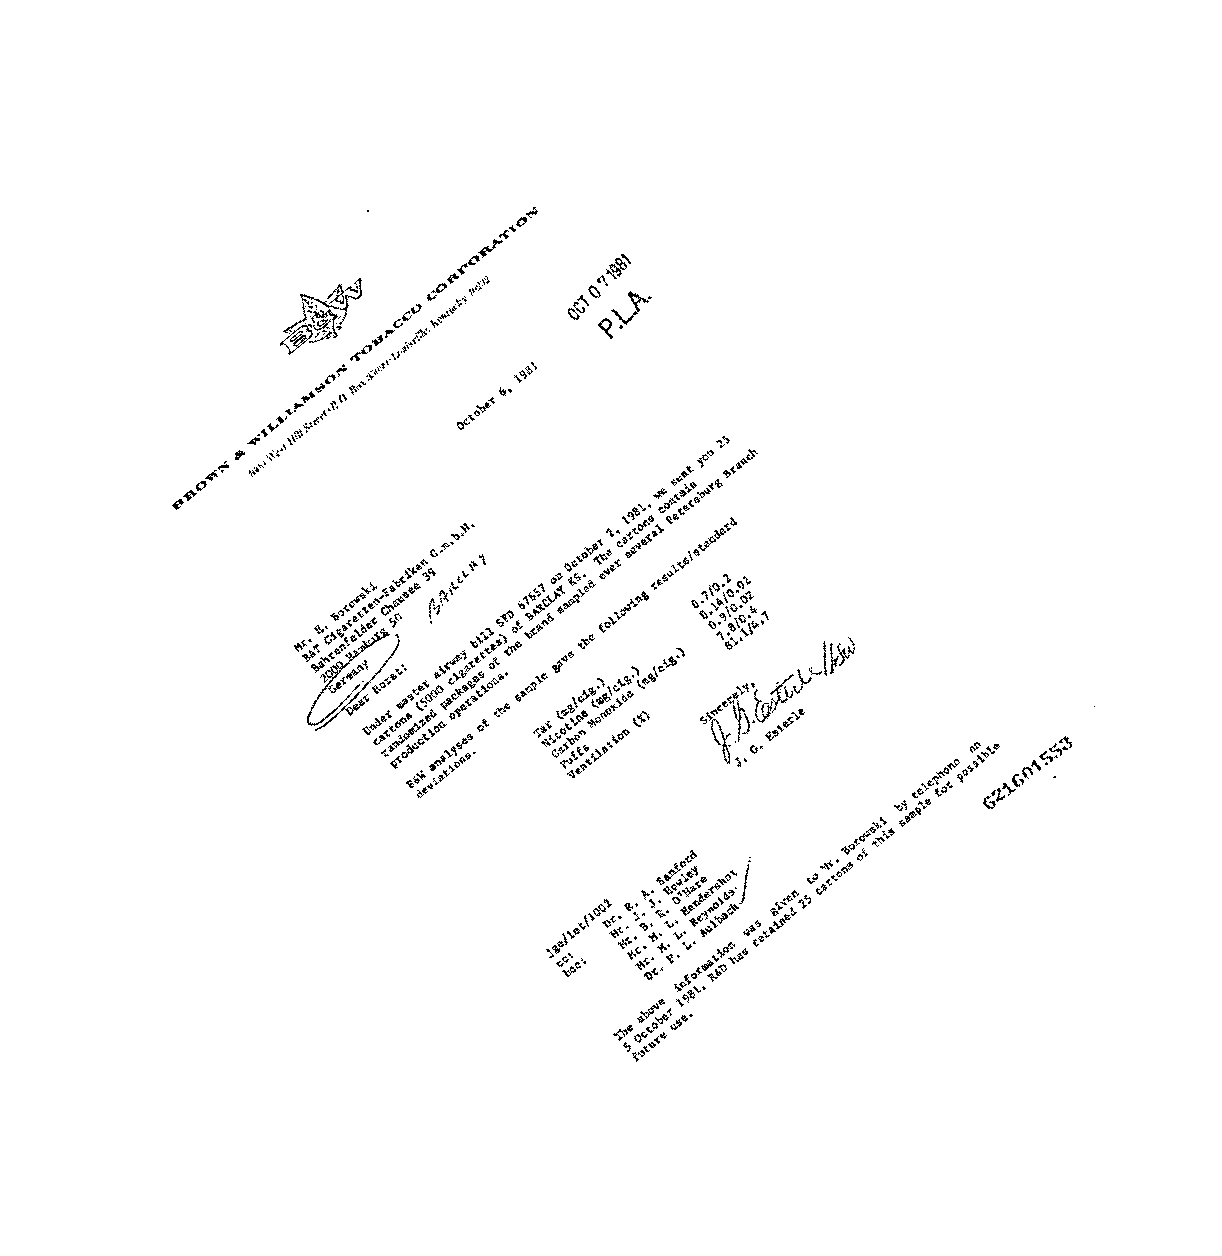 BROWN & WILLIAMSON TOBACCO CORPORATION
1600 West Hill Street • P.O. Box Louisville, Kentucky
OCT 07 1981
P.L.A.
October 6, 1981
Mr. H. Borowski
BAT Cigaretten-Fabriken G.m.b.H.
Bahrenfelder Chausee 39
2000 Hamburg 50
Germany
BARCLAY
Dear Horst:
Under master airway bill SFD 67557 on October 2, 1981, we sent you 25
cartons (5000 cigarettes) of BARCLAY KS. The cartons contain
randomized packages of the brand sampled over several Petersburg Branch
production operations.
B&W analyses of the sample gave the following results/standard
deviations.
Tar (mg/cig.) 0.7/0.2
Nicotine (mg/cig.) 0.14/0.02
Carbon Monoxide (mg/cig.) 0.9/0.02
Puffs 7.8/0.4
Ventilation (%) 81.1/4.7
Sincerely,
J. G. Esterle
jge/let/1002
cc: Dr. R. A. Sanford
Mr. J. J. Howley
bcc: Mr. B. R. O'Hare
Mr. M. L. Hendershot
Mr. M. L. Reynolds
Dr. P. L. Aulbach
The above information was given to Mr. Borowski by telephone on
5 October 1981. R&D has retained 25 cartons of this sample for possible
future use.
621601553